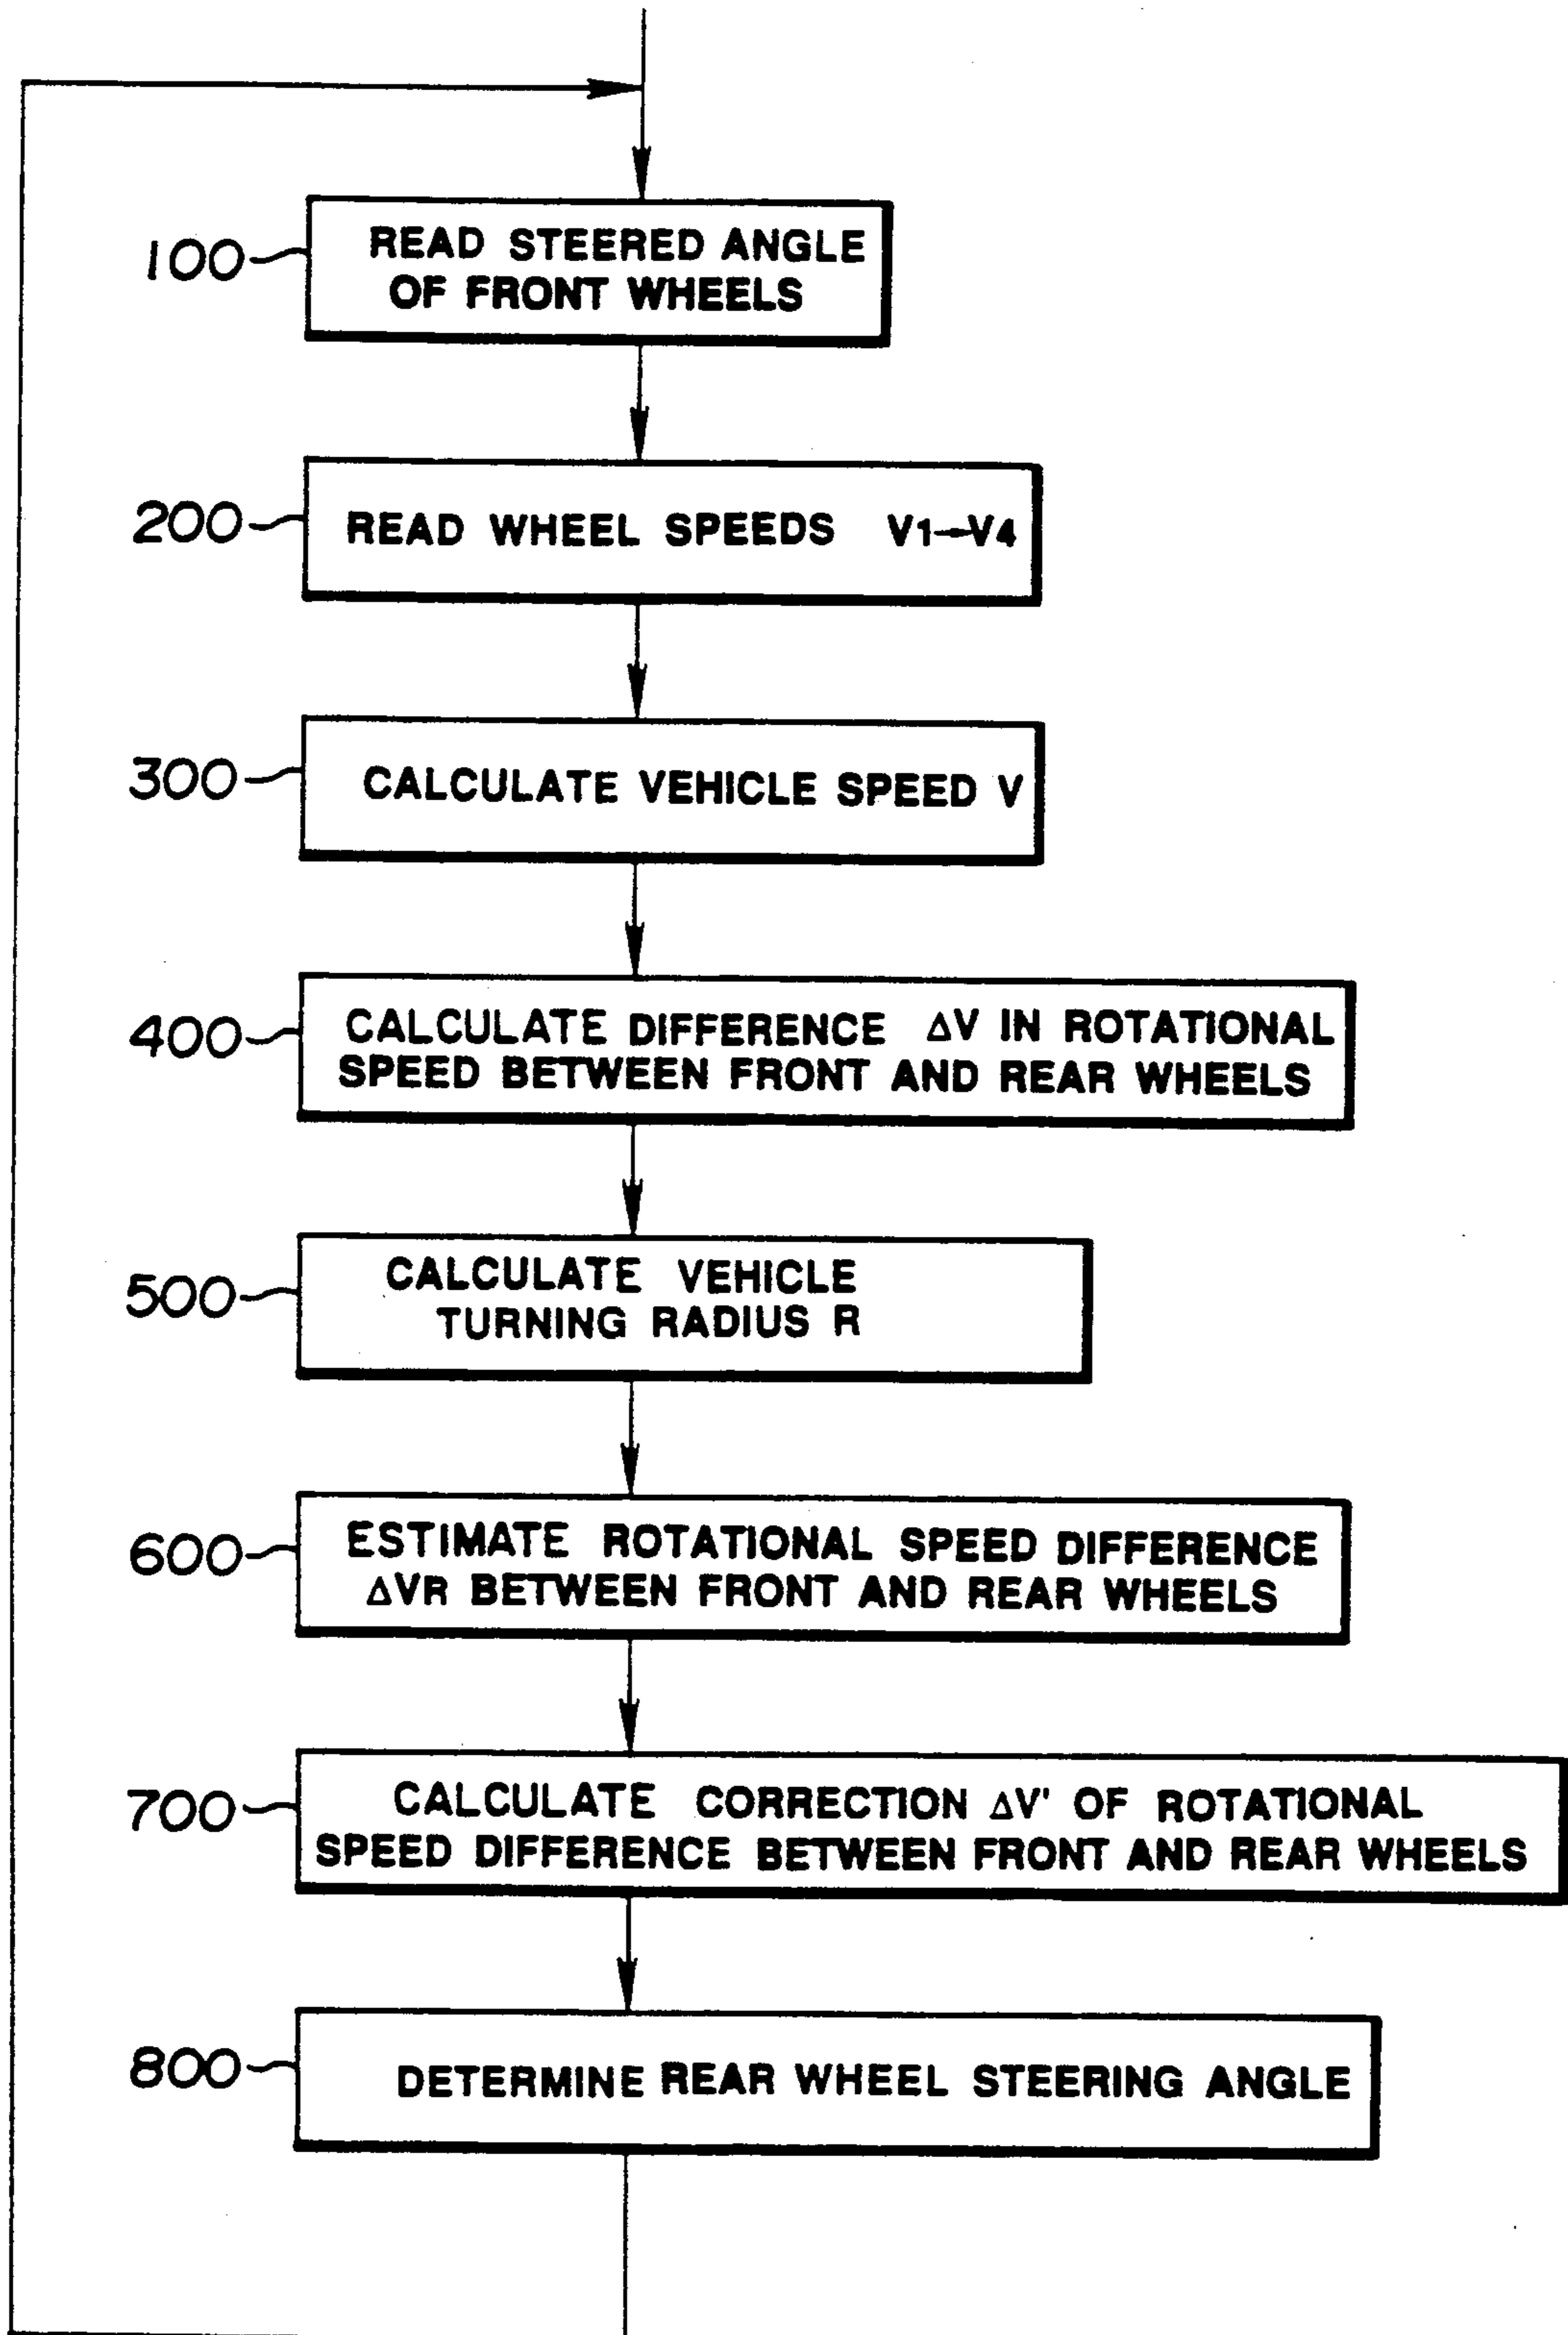 100
READ STEERED ANGLE
OF FRONT WHEELS
200
READ WHEEL SPEEDS V1-V4
300
CALCULATE VEHICLE SPEED V
400
CALCULATE DIFFERENCE ΔV IN ROTATIONAL
SPEED BETWEEN FRONT AND REAR WHEELS
500
CALCULATE VEHICLE
TURNING RADIUS R
600
ESTIMATE ROTATIONAL SPEED DIFFERENCE
ΔVR BETWEEN FRONT AND REAR WHEELS
700
CALCULATE CORRECTION ΔV' OF ROTATIONAL
SPEED DIFFERENCE BETWEEN FRONT AND REAR WHEELS
800
DETERMINE REAR WHEEL STEERING ANGLE